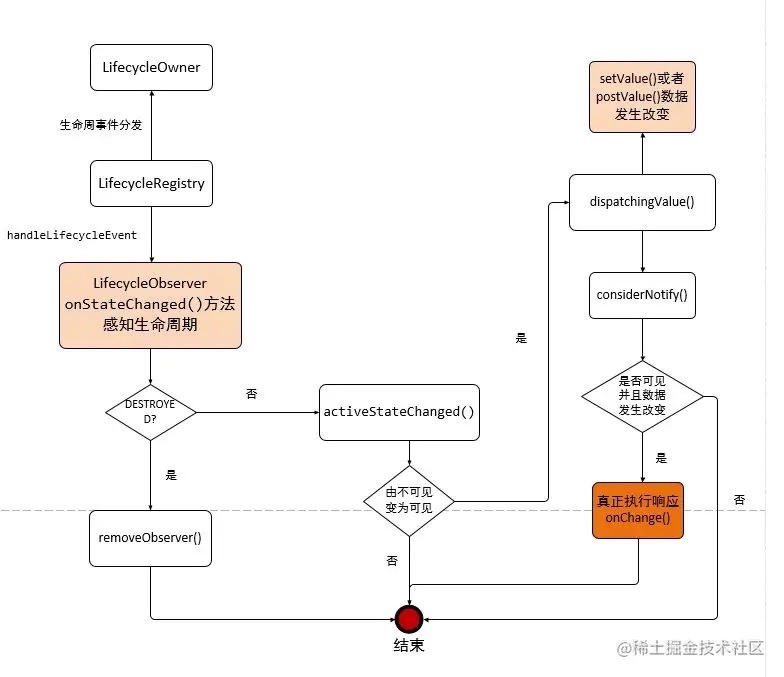 LifecycleOwner
生命周事件分发
LifecycleRegistry
handleLifecycleEvent
LifecycleObserver
onStateChanged()方法
感知生命周期
DESTROYE
D?
否
是
removeObserver()
activeStateChanged()
由不可见
变为可见
是
否
setValue()或者
postValue()数据
发生改变
dispatchingValue()
considerNotify()
是否可见
并且数据
发生改变
是
否
真正执行响应
onChange()
结束
@稀土掘金技术社区